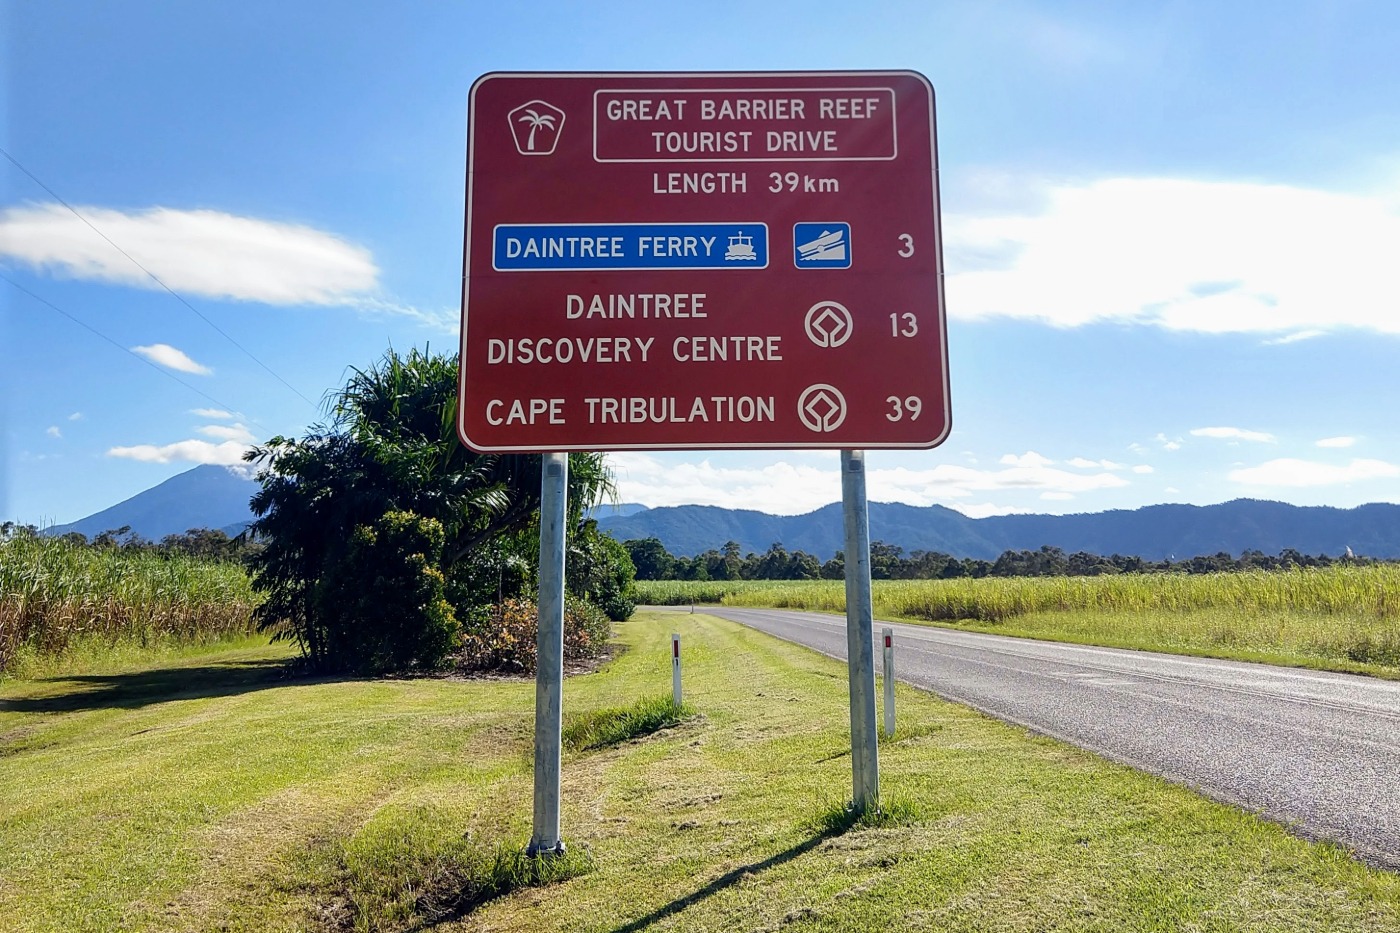 GREAT BARRIER REEF
TOURIST DRIVE
LENGTH 39km
DAINTREE FERRY 3
DAINTREE
DISCOVERY CENTRE 13
CAPE TRIBULATION 39